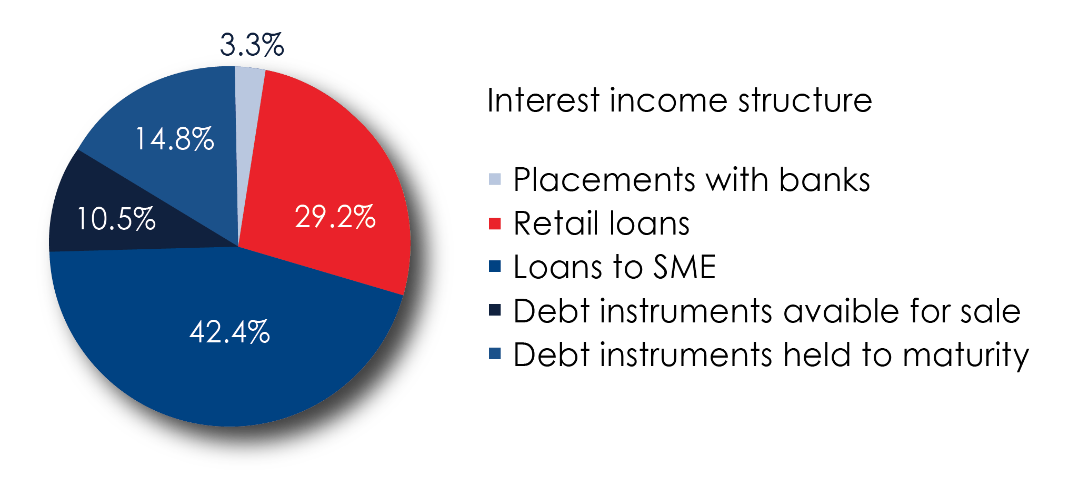 3.3%
14.8%
10.5%
29.2%
42.4%
Interest income structure
Placements with banks
Retail loans
Loans to SME
Debt instruments avaible for sale
Debt instruments held to maturity